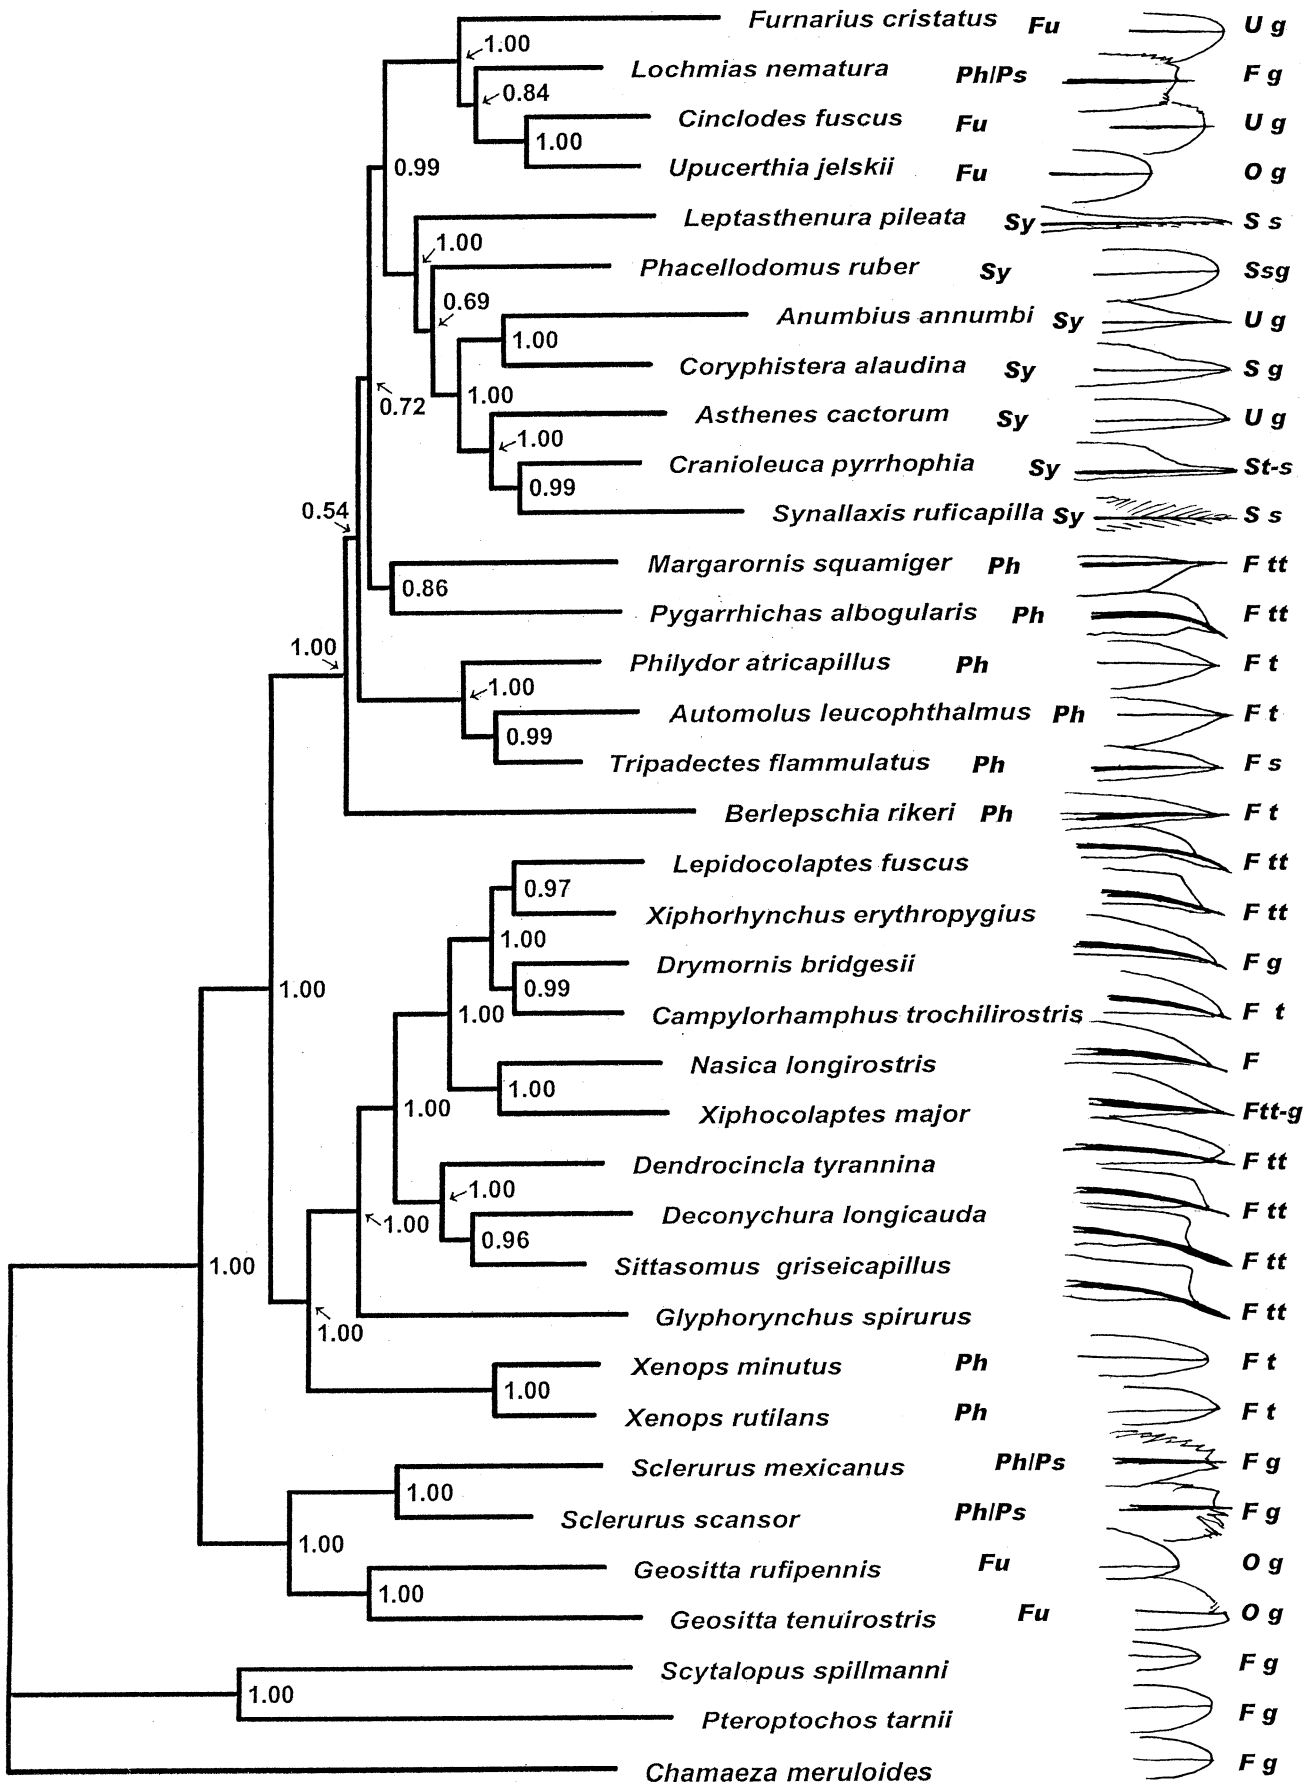 Furnarius cristatus Fu U g
1.00
Lochmias nematura Ph/Ps F g
0.84
Cinclodes fuscus Fu U g
1.00
Upucerthia jelskii Fu O g
0.99
Leptasthenura pileata Sy S s
1.00
Phacellodomus ruber Sy Ssg
0.69
Anumbius annumbi Sy U g
1.00
Coryphistera alaudina Sy S g
1.00
0.72
Asthenes cactorum Sy U g
1.00
Cranioleuca pyrrhophia Sy St-s
0.99
Synallaxis ruficapilla Sy S s
0.54
Margarornis squamiger Ph F tt
0.86
Pygarrhichas albogularis Ph F tt
1.00
Philydor atricapillus Ph F t
1.00
Automolus leucophthalmus Ph F t
0.99
Tripadectes flammulatus Ph F s
Berlepschia rikeri Ph F t
Lepidocolaptes fuscus F tt
0.97
Xiphorhynchus erythropygius F tt
1.00
Drymornis bridgesii F g
0.99
1.00
Campylorhamphus trochilirostris F t
1.00
Nasica longirostris F
1.00
Xiphocolaptes major Ftt-g
1.00
Dendrocincla tyrannina F tt
1.00
Deconychura longicauda F tt
1.00
0.96
Sittasomus griseicapillus F tt
1.00
Glyphorynchus spirurus F tt
1.00
Xenops minutus Ph F t
1.00
Xenops rutilans Ph F t
Sclerurus mexicanus Ph/Ps F g
1.00
Sclerurus scansor Ph/Ps F g
1.00
Geositta rufipennis Fu O g
1.00
Geositta tenuirostris Fu O g
Scytalopus spillmanni F g
1.00
Pteroptochos tarnii F g
Chamaeza meruloides F g